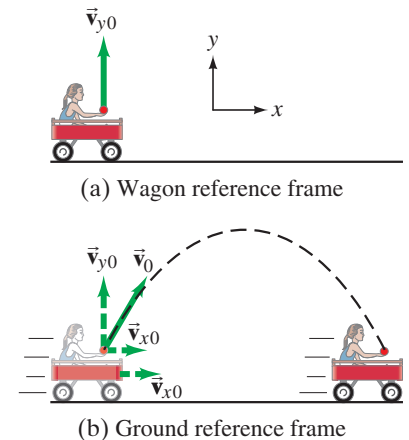 v⃗y0
y
x
(a) Wagon reference frame
v⃗y0 v⃗0
v⃗x0
v⃗x0
(b) Ground reference frame